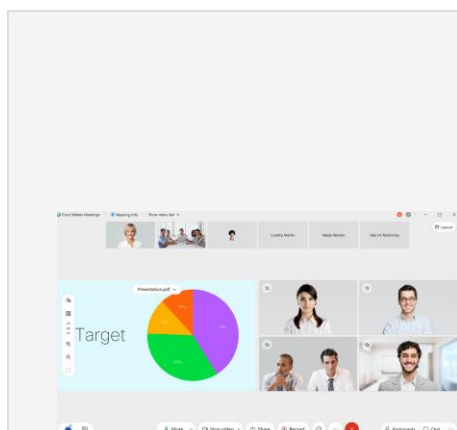 Cisco Webex Meetings Meeting Info Show menu bar
Layout
Loretta Martin Wade Warren Marvin McKinney
Presentation.pdf
Target
Mute Stop video Share Record Participants Chat